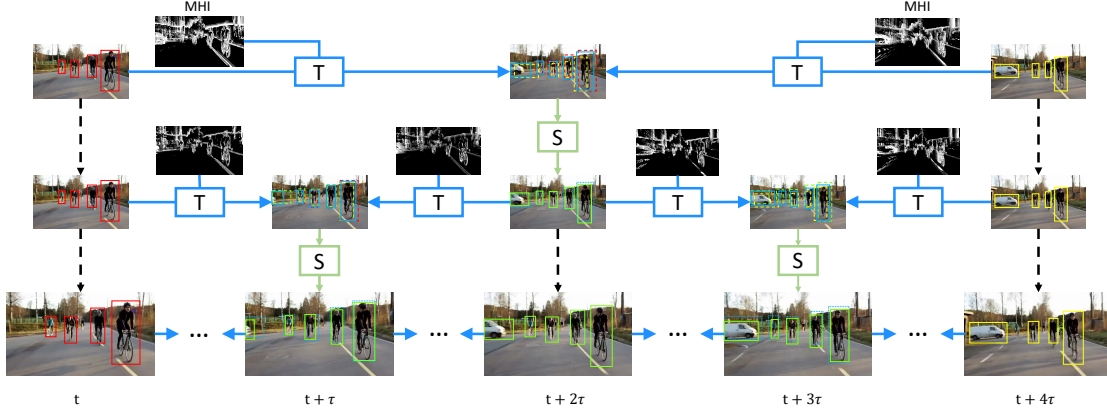 MHI MHI
T T
S
T T T T
S S
... ... ... ...
t t + τ t + 2τ t + 3τ t + 4τ